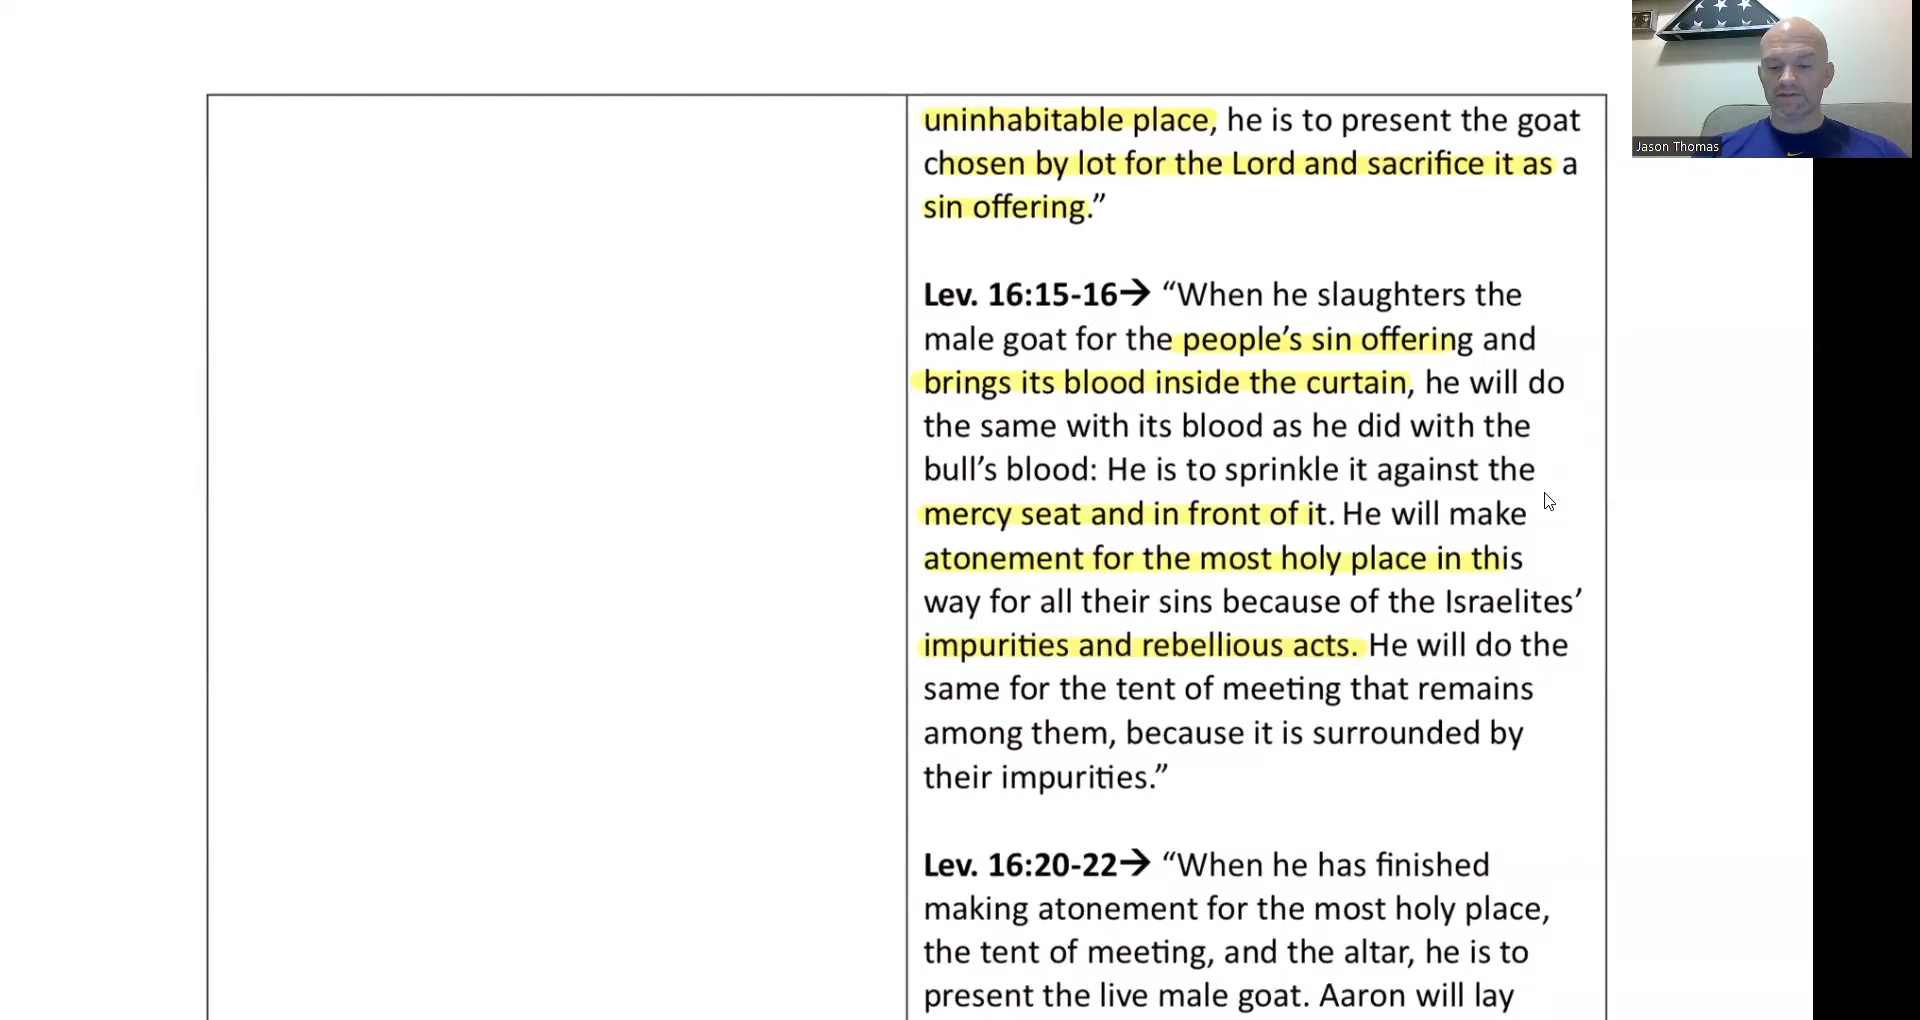 uninhabitable place, he is to present the goat
chosen by lot for the Lord and sacrifice it as a
sin offering.”
Lev. 16:15-16→ “When he slaughters the
male goat for the people’s sin offering and
brings its blood inside the curtain, he will do
the same with its blood as he did with the
bull’s blood: He is to sprinkle it against the
mercy seat and in front of it. He will make
atonement for the most holy place in this
way for all their sins because of the Israelites’
impurities and rebellious acts. He will do the
same for the tent of meeting that remains
among them, because it is surrounded by
their impurities.”
Lev. 16:20-22→ “When he has finished
making atonement for the most holy place,
the tent of meeting, and the altar, he is to
present the live male goat. Aaron will lay
Jason Thomas